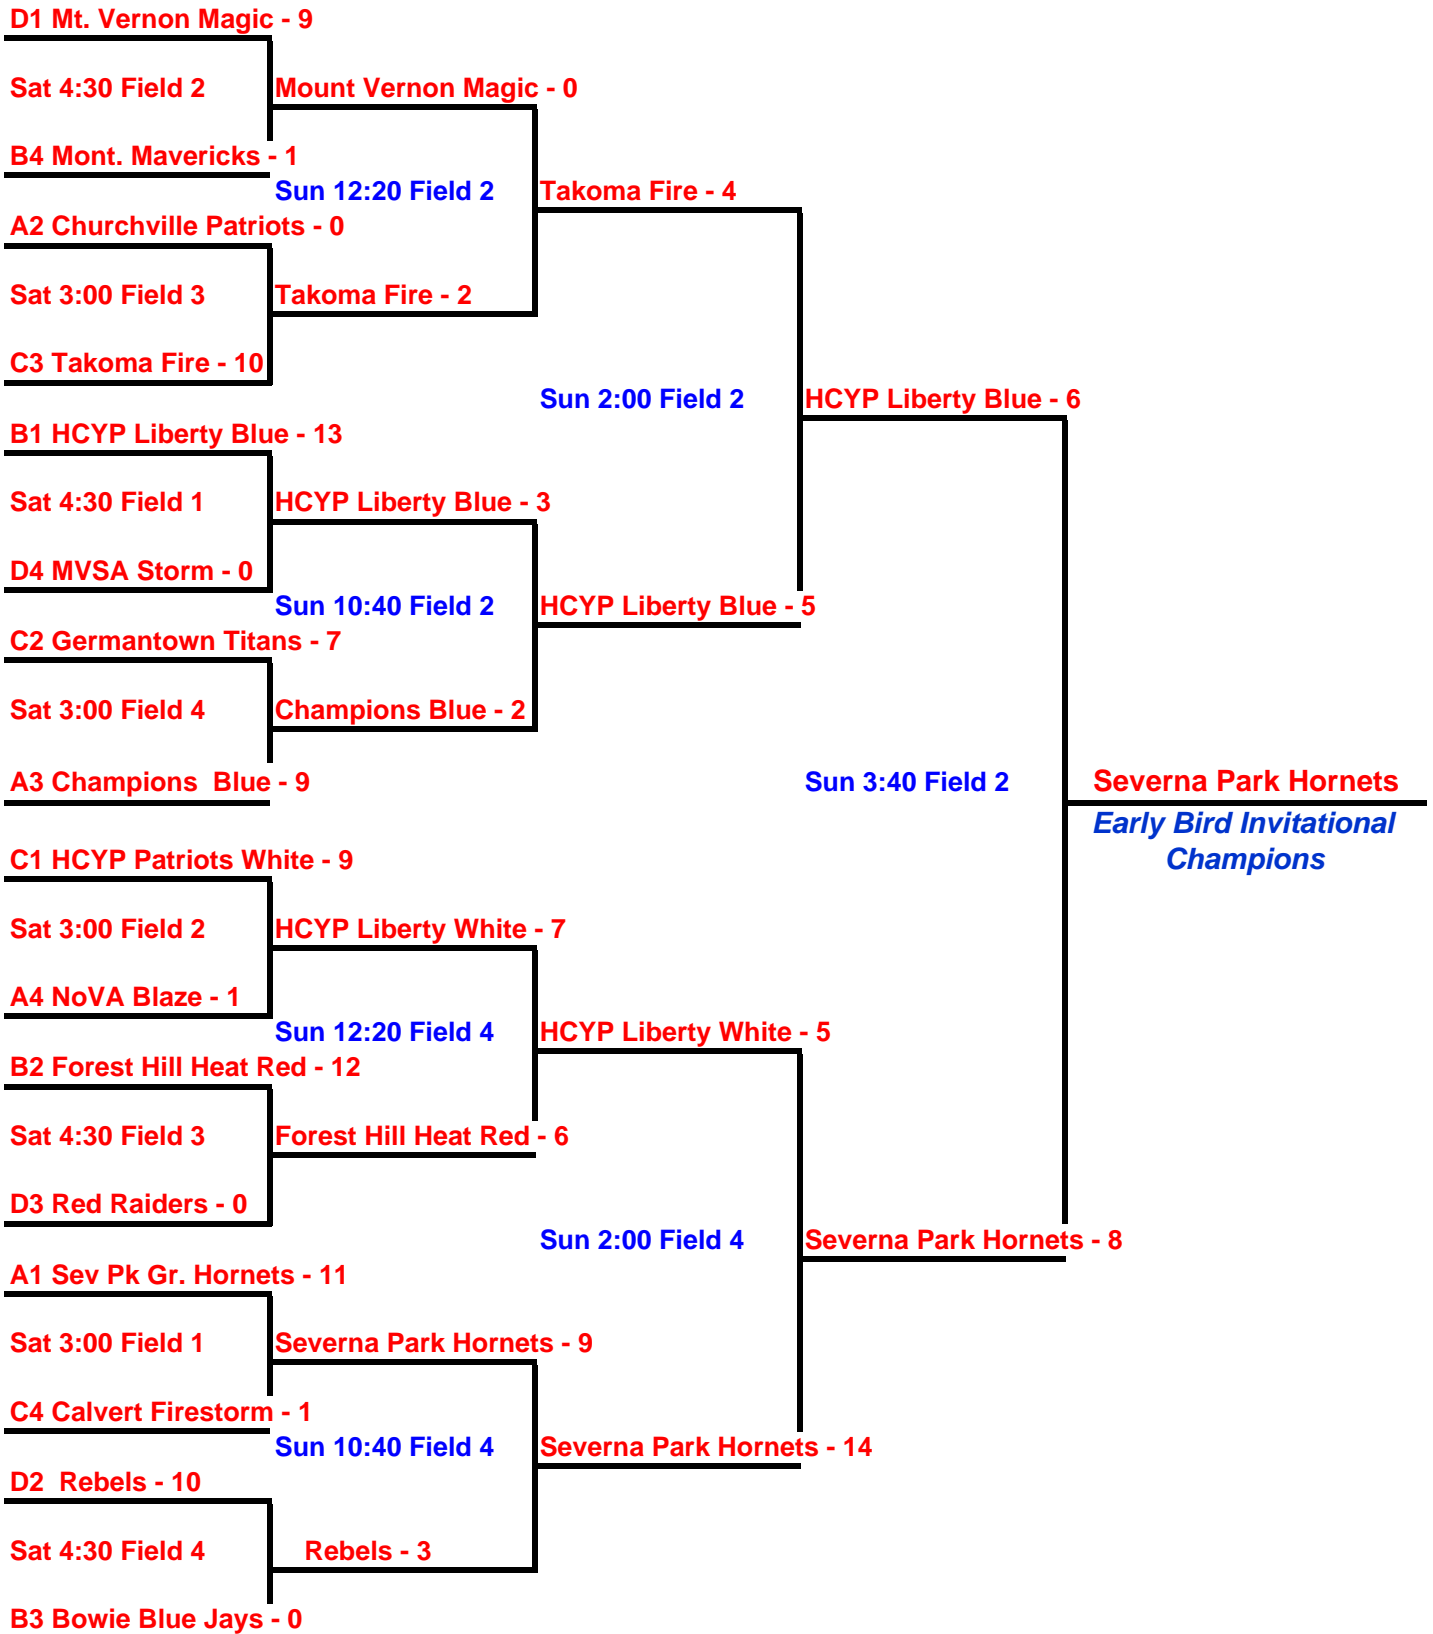 D1 Mt. Vernon Magic - 9
Sat 4:30 Field 2
Mount Vernon Magic - 0
B4 Mont. Mavericks - 1
Sun 12:20 Field 2
Takoma Fire - 4
A2 Churchville Patriots - 0
Sat 3:00 Field 3
Takoma Fire - 2
C3 Takoma Fire - 10
Sun 2:00 Field 2
HCYP Liberty Blue - 6
B1 HCYP Liberty Blue - 13
Sat 4:30 Field 1
HCYP Liberty Blue - 3
D4 MVSA Storm - 0
Sun 10:40 Field 2
HCYP Liberty Blue - 5
C2 Germantown Titans - 7
Sat 3:00 Field 4
Champions Blue - 2
A3 Champions  Blue - 9
Sun 3:40 Field 2
Severna Park Hornets
Early Bird Invitational
Champions
C1 HCYP Patriots White - 9
Sat 3:00 Field 2
HCYP Liberty White - 7
A4 NoVA Blaze - 1
Sun 12:20 Field 4
HCYP Liberty White - 5
B2 Forest Hill Heat Red - 12
Sat 4:30 Field 3
Forest Hill Heat Red - 6
D3 Red Raiders - 0
Sun 2:00 Field 4
Severna Park Hornets - 8
A1 Sev Pk Gr. Hornets - 11
Sat 3:00 Field 1
Severna Park Hornets - 9
C4 Calvert Firestorm - 1
Sun 10:40 Field 4
Severna Park Hornets - 14
D2  Rebels - 10
Sat 4:30 Field 4
Rebels - 3
B3 Bowie Blue Jays - 0